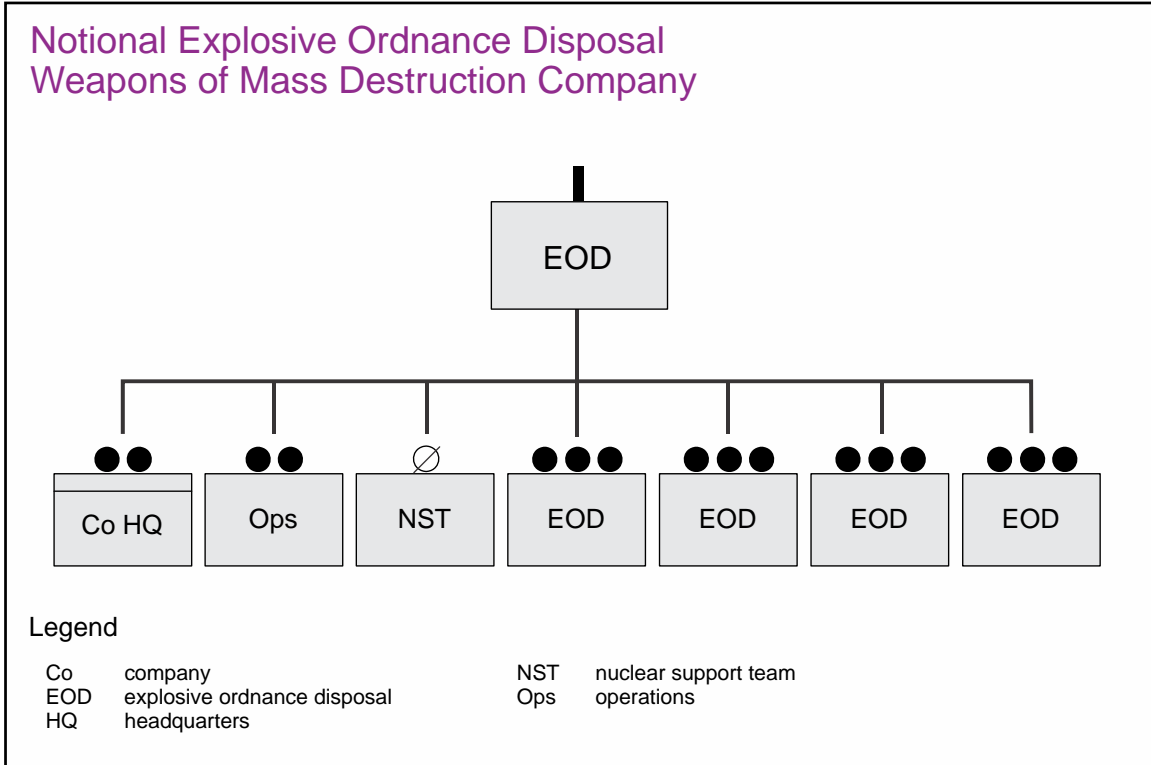 Notional Explosive Ordnance Disposal
Weapons of Mass Destruction Company
EOD
Co HQ
Ops
NST
EOD
EOD
EOD
EOD
Legend
Co company
EOD explosive ordnance disposal
HQ headquarters
NST nuclear support team
Ops operations